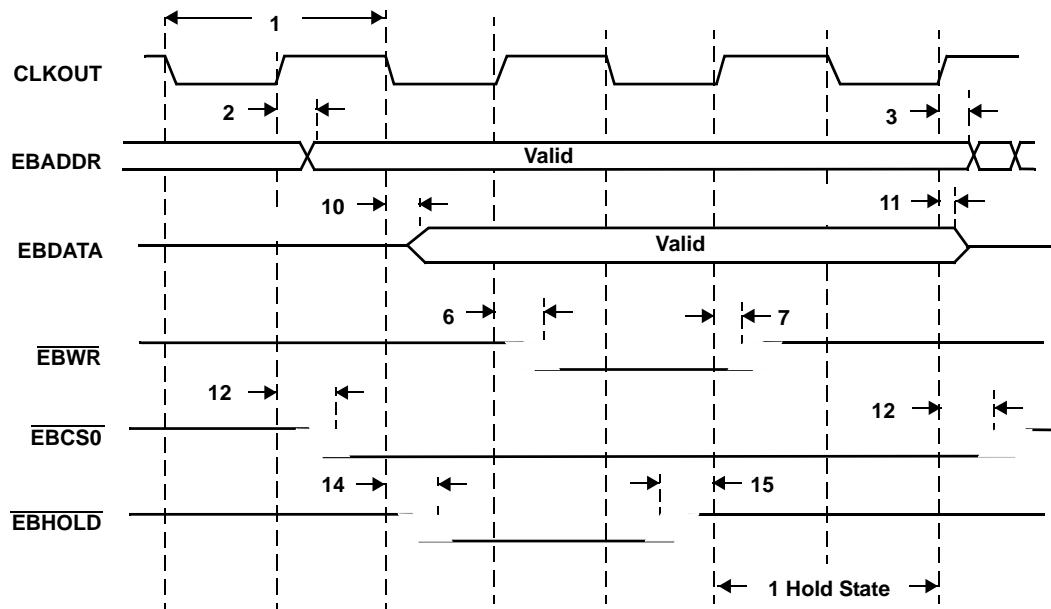 1
CLKOUT
2
3
EBADDR
Valid
10
11
EBDATA
Valid
6
7
EBWR
12
12
EBCS0
14
15
EBHOLD
1 Hold State